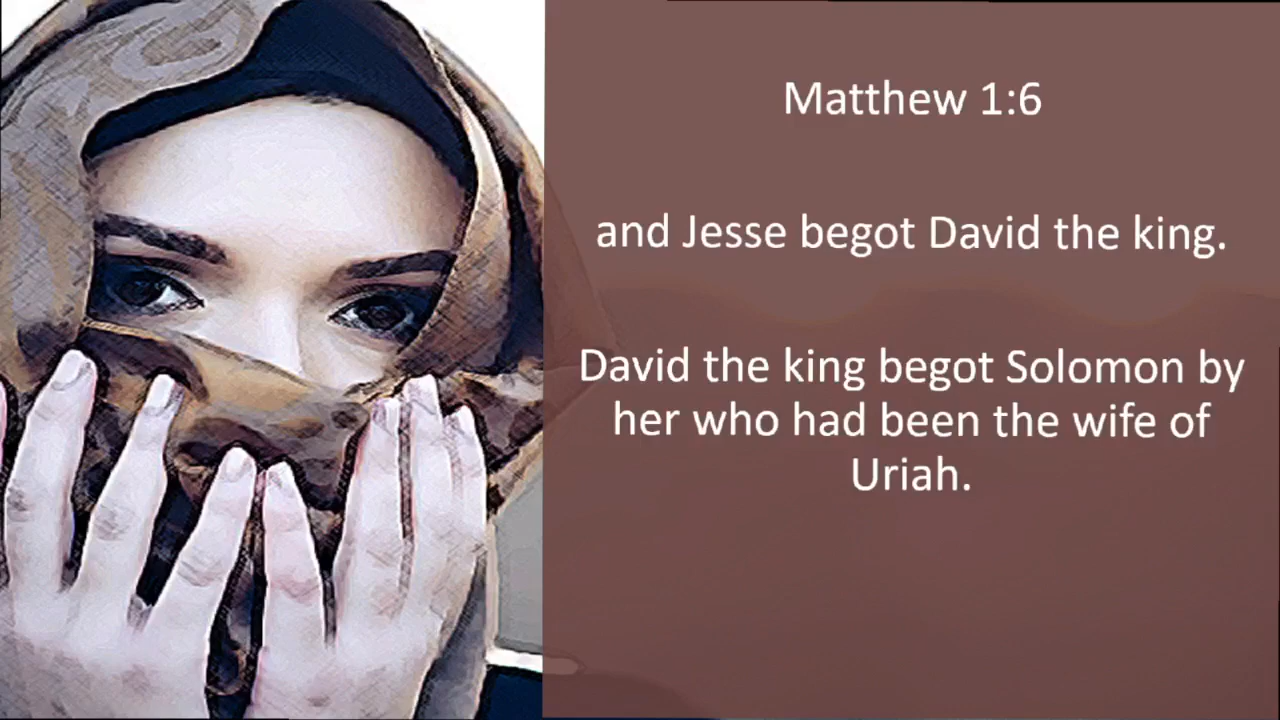 Matthew 1:6
and Jesse begot David the king.
David the king begot Solomon by
her who had been the wife of
Uriah.